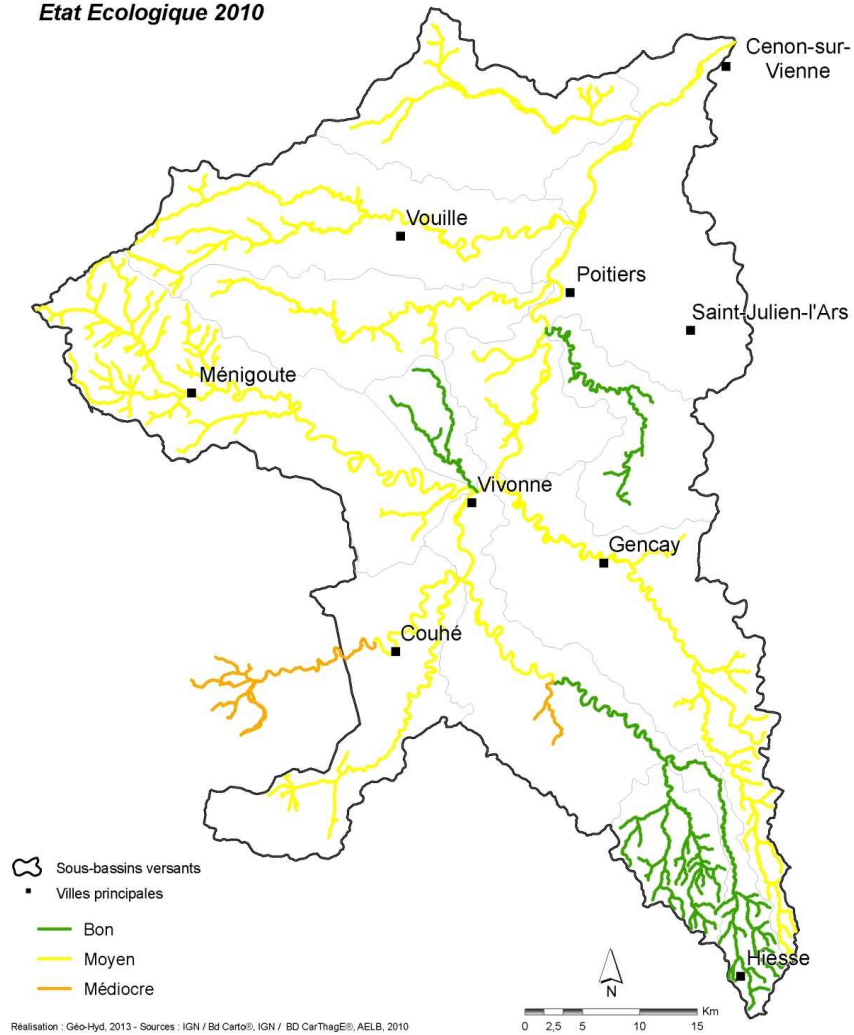 Etat Ecologique 2010
Cenon-sur-
Vienne
Vouille
Poitiers
Saint-Julien-l'Ars
Ménigoute
Vivonne
Gencay
Couhé
Sous-bassins versants
Villes principales
Bon
Moyen
Médiocre
Hiesse
N
Km
0 2,5 5 10 15
Réalisation : Géo-Hyd, 2013 - Sources : IGN / Bd Carto®, IGN / BD CarThagE®, AELB, 2010